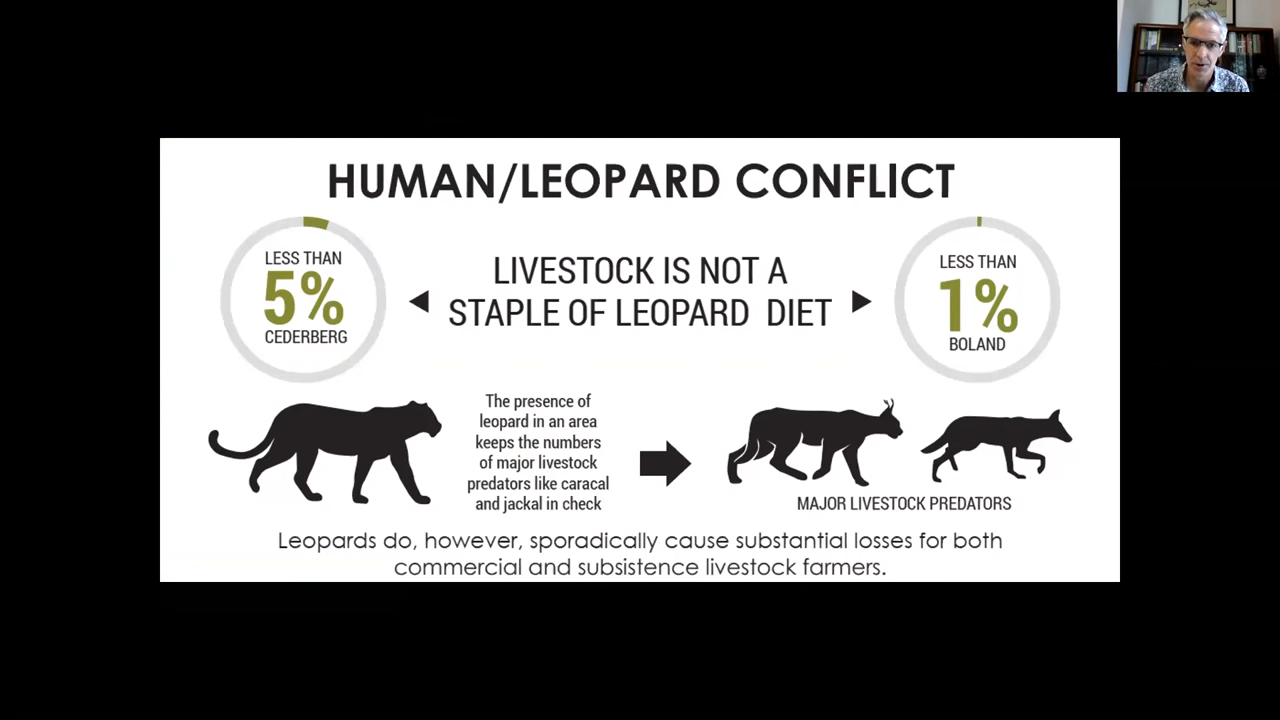 HUMAN/LEOPARD CONFLICT
LESS THAN
5%
CEDERBERG
LIVESTOCK IS NOT A
STAPLE OF LEOPARD DIET
LESS THAN
1%
BOLAND
The presence of
leopard in an area
keeps the numbers
of major livestock
predators like caracal
and jackal in check
MAJOR LIVESTOCK PREDATORS
Leopards do, however, sporadically cause substantial losses for both
commercial and subsistence livestock farmers.